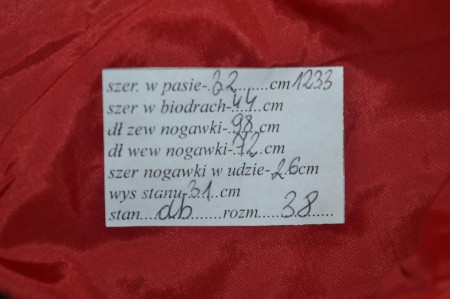 szer. w pasie-.32.......cm1233
szer w biodrach-44...cm
dł zew nogawki-.98.cm
dł wew nogawki-.72.cm
szer nogawki w udzie-26cm
wys stanu-31...cm
stan....db........rozm.....38......